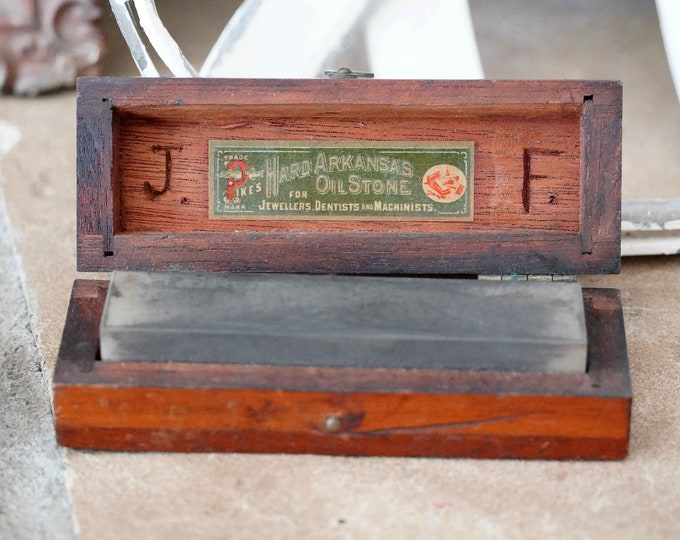 J.
TRADE
PIKE'S
MARK
HARD ARKANSAS
OIL STONE
FOR
JEWELLERS, DENTISTS AND MACHINISTS.
F.